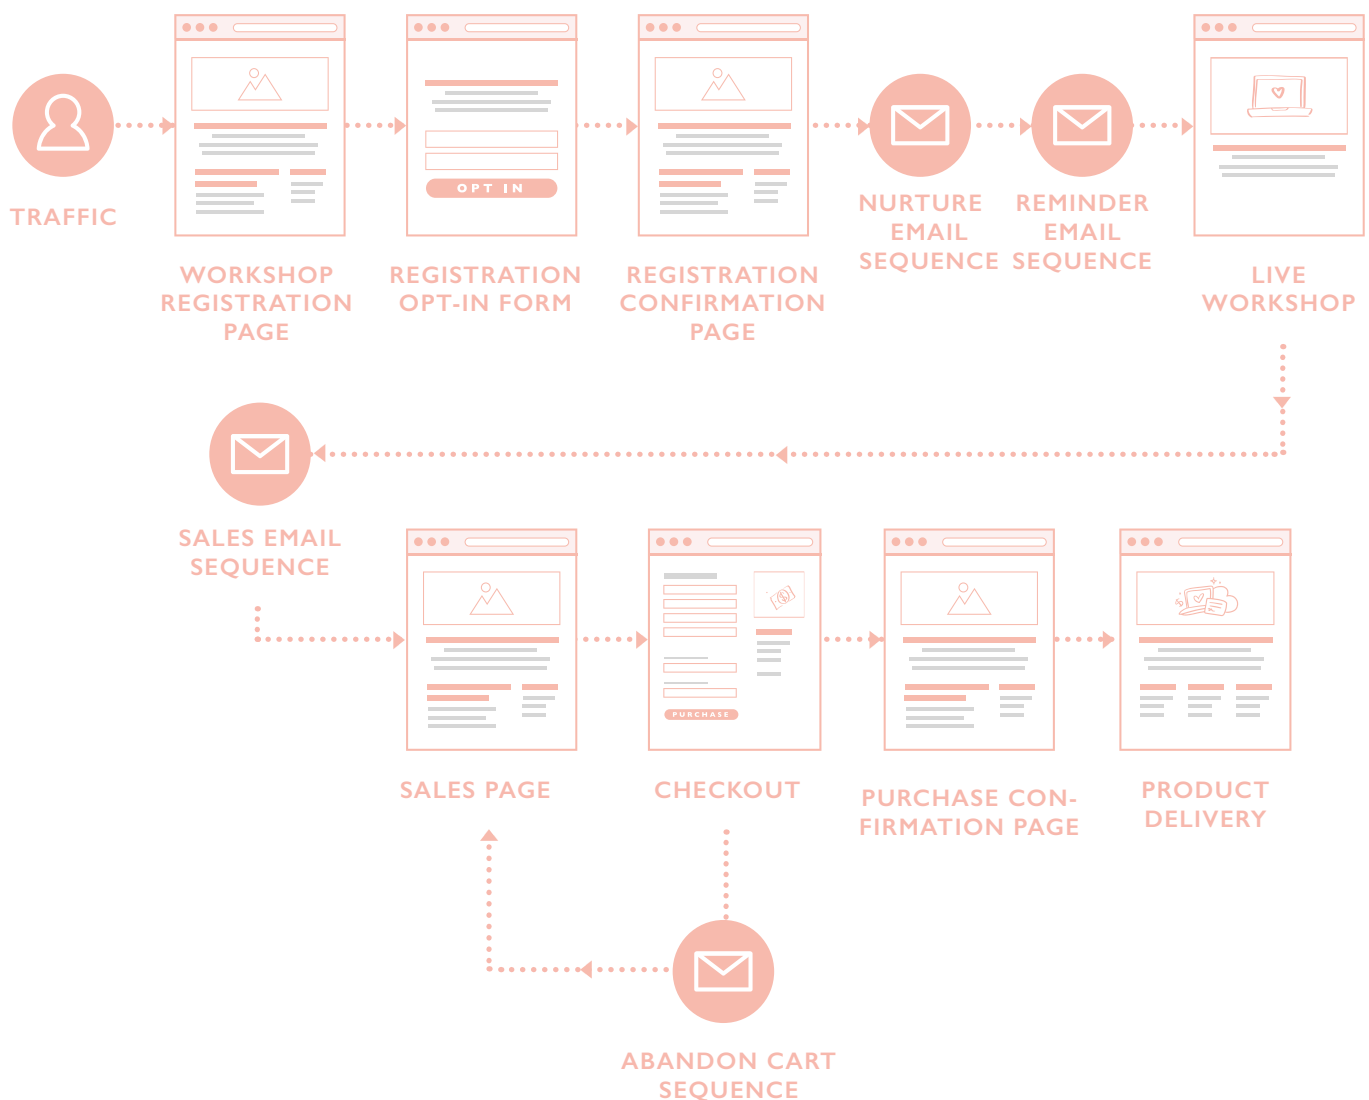 OPT IN
TRAFFIC
WORKSHOP
REGISTRATION
PAGE
REGISTRATION
OPT-IN FORM
REGISTRATION
CONFIRMATION
PAGE
NURTURE
EMAIL
SEQUENCE
REMINDER
EMAIL
SEQUENCE
LIVE
WORKSHOP
SALES EMAIL
SEQUENCE
PURCHASE
SALES PAGE
CHECKOUT
PURCHASE CON-
FIRMATION PAGE
PRODUCT
DELIVERY
ABANDON CART
SEQUENCE